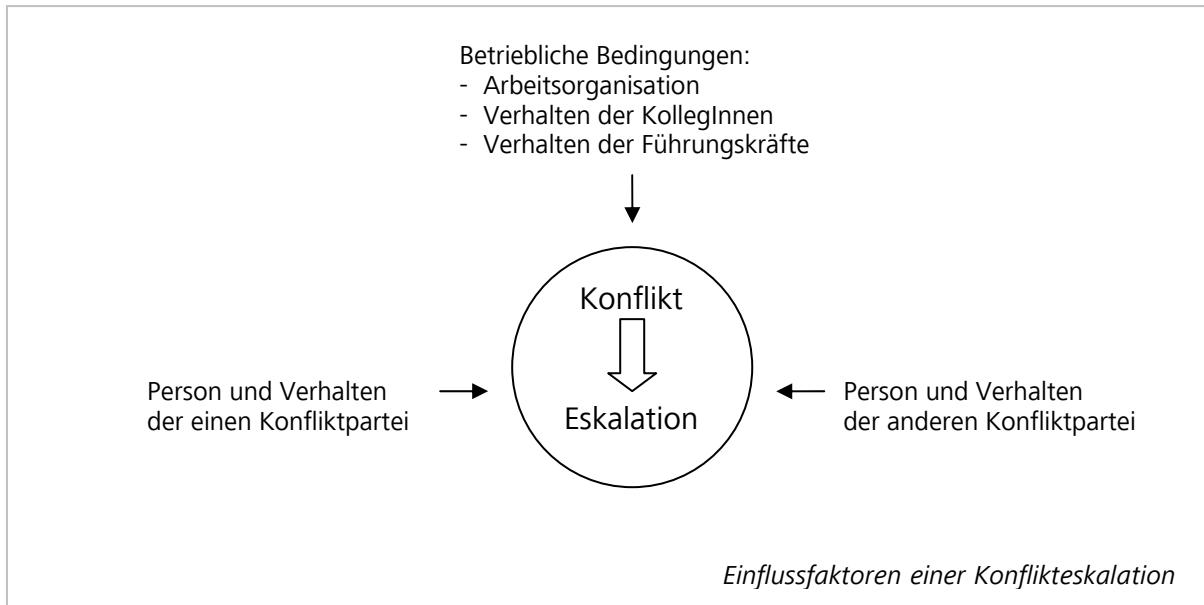 Betriebliche Bedingungen:
- Arbeitsorganisation
- Verhalten der KollegInnen
- Verhalten der Führungskräfte
Konflikt
Eskalation
Person und Verhalten
der einen Konfliktpartei
Person und Verhalten
der anderen Konfliktpartei
Einflussfaktoren einer Konflikteskalation